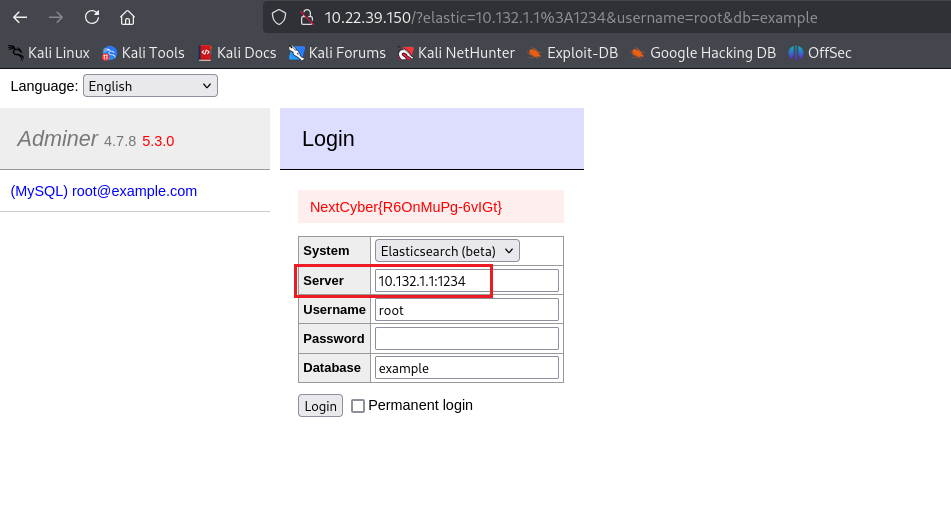 10.22.39.150/?elastic=10.132.1.1%3A1234&username=root&db=example
Kali Linux Kali Tools Kali Docs Kali Forums Kali NetHunter Exploit-DB Google Hacking DB OffSec
Language: English
Adminer 4.7.8 5.3.0
Login
(MySQL) root@example.com
NextCyber{R6OnMuPg-6vIGt}
System Elasticsearch (beta)
Server 10.132.1.1:1234
Username root
Password
Database example
Login Permanent login